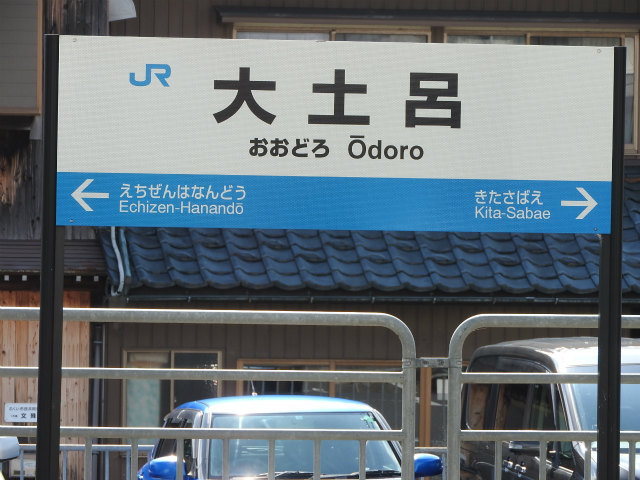 JR
大土呂
おおどろ Ōdoro
← えちぜんはなんどう
Echizen-Hanandō
きたさばえ →
Kita-Sabae